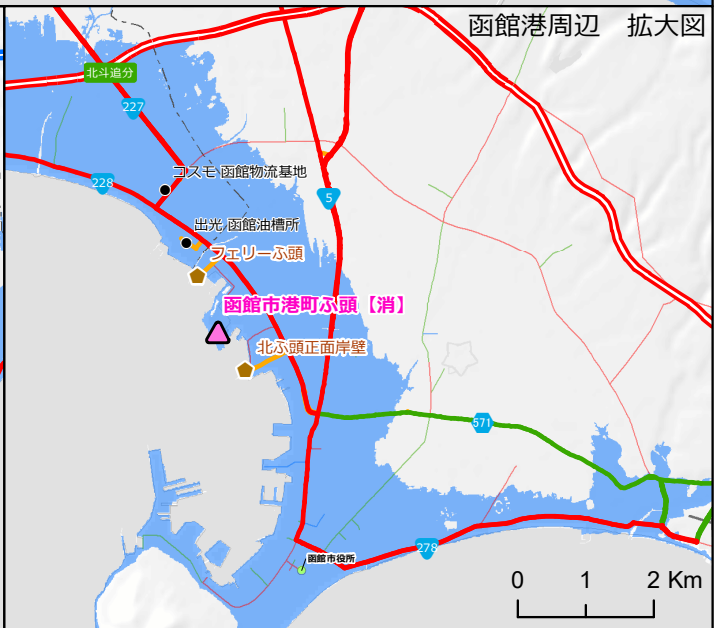 函館港周辺　拡大図
北斗追分
227
コスモ 函館物流基地
228
5
出光 函館油槽所
フェリーふ頭
函館市港町ふ頭【消】
北ふ頭正面岸壁
571
278
函館市役所
0 1 2 Km